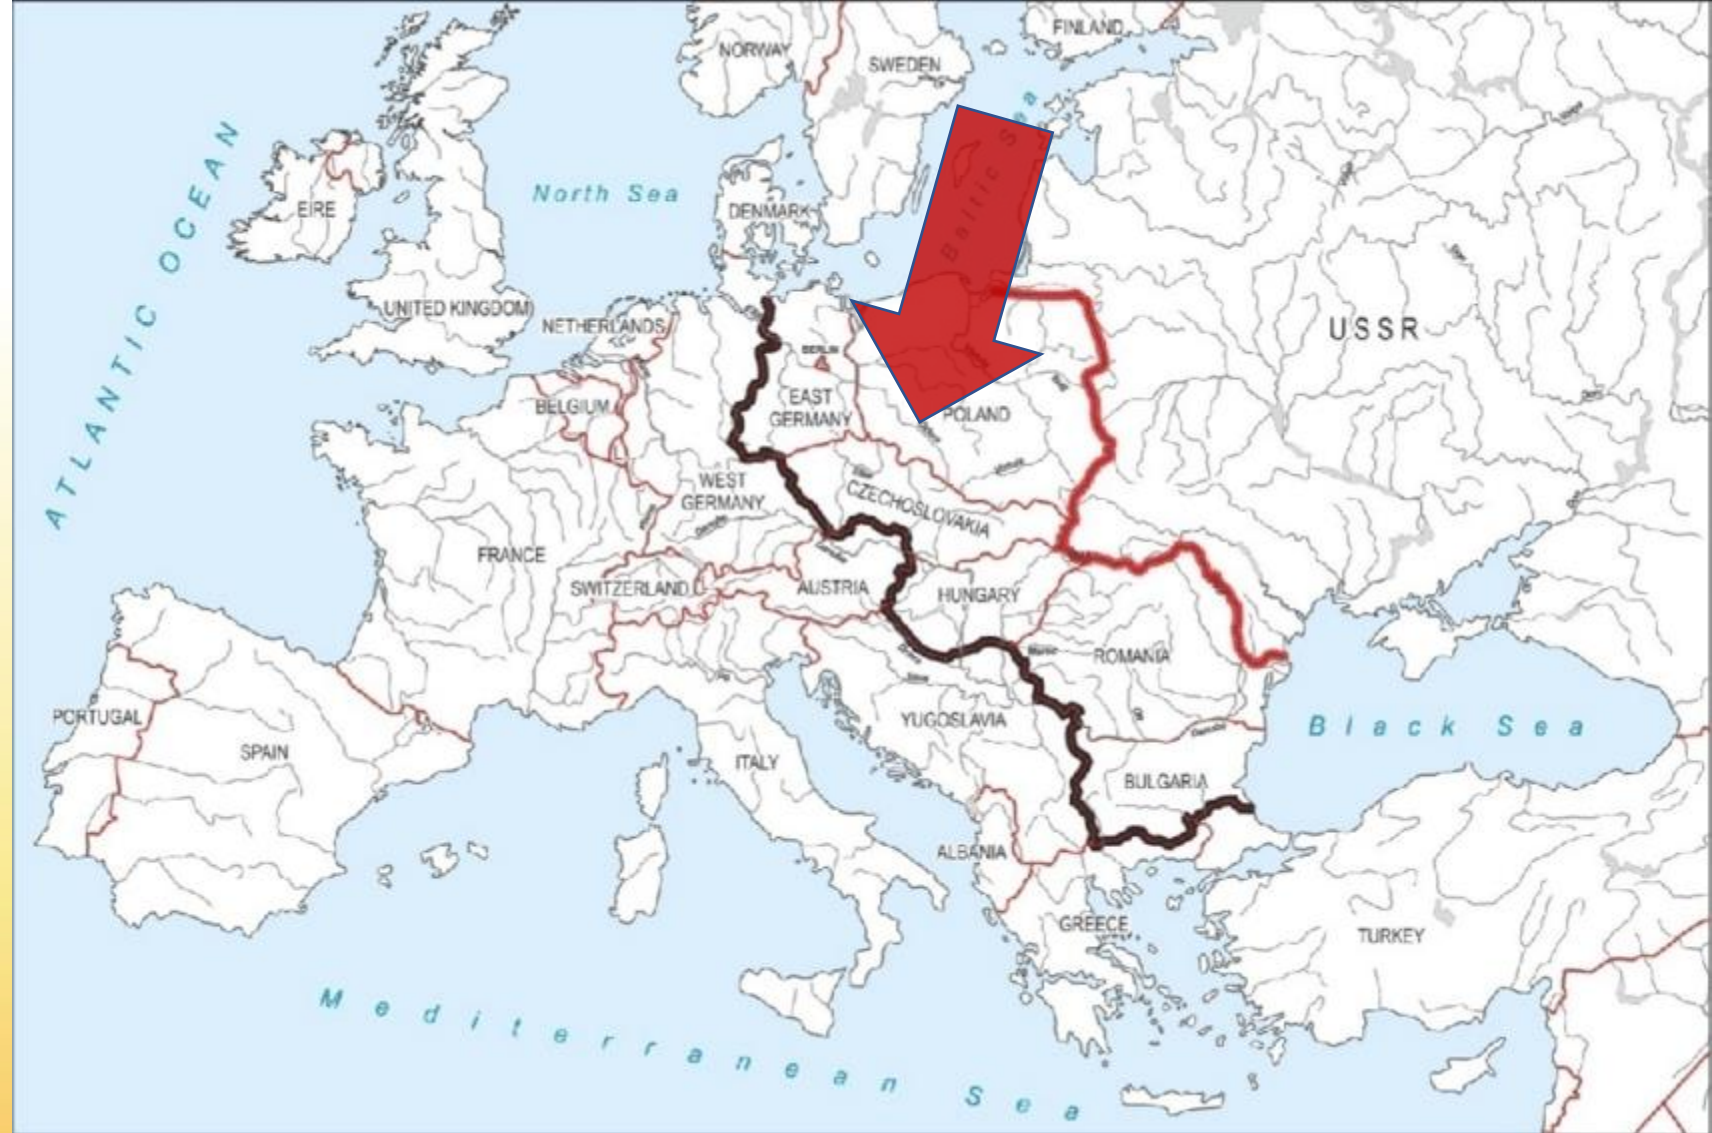 FINLAND
NORWAY
SWEDEN
Baltic Sea
ATLANTIC OCEAN
North Sea
EIRE
DENMARK
UNITED KINGDOM
NETHERLANDS
USSR
BERLIN
BELGIUM
EAST
GERMANY
POLAND
WEST
GERMANY
CZECHOSLOVAKIA
FRANCE
SWITZERLAND
AUSTRIA
HUNGARY
ROMANIA
PORTUGAL
SPAIN
ITALY
YUGOSLAVIA
Danube
Black Sea
BULGARIA
ALBANIA
GREECE
TURKEY
Mediterranean Sea